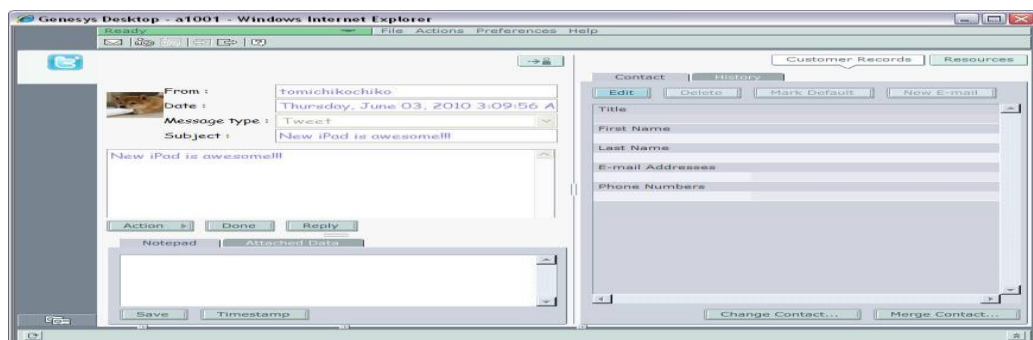 Genesys Desktop - a1001 - Windows Internet Explorer
Ready File Actions Preferences Help
Customer Records Resources
From : tomichikochiko
Date : Thursday, June 03, 2010 3:09:56 A
Message type : Tweet
Subject : New iPad is awesome!!!
New iPad is awesome!!!
Action Done Reply
Notepad Attached Data
Save Timestamp
Contact History
Edit Delete Mark Default New E-mail
Title
First Name
Last Name
E-mail Addresses
Phone Numbers
Change Contact... Merge Contact...